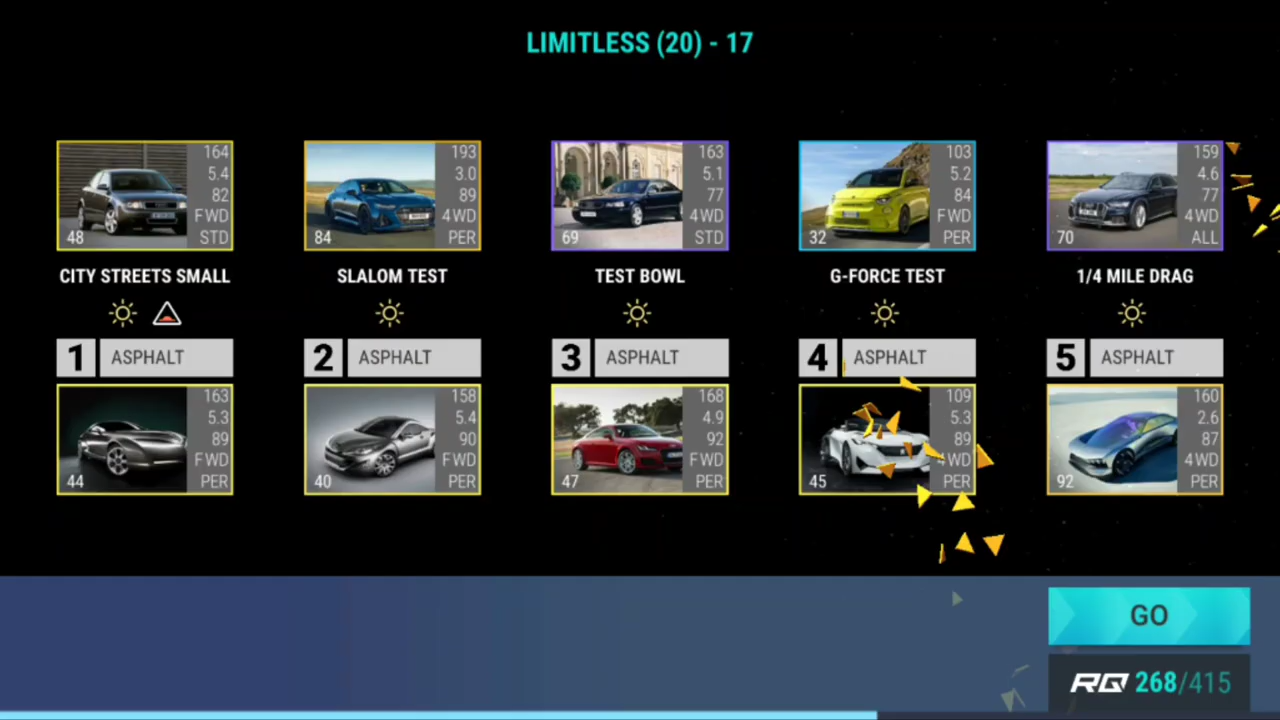 LIMITLESS (20) - 17
164
5.4
82
FWD
STD
48
193
3.0
89
4WD
PER
84
163
5.1
77
4WD
STD
69
103
5.2
84
FWD
PER
32
159
4.6
77
4WD
ALL
70
CITY STREETS SMALL
SLALOM TEST
TEST BOWL
G-FORCE TEST
1/4 MILE DRAG
1 ASPHALT
2 ASPHALT
3 ASPHALT
4 ASPHALT
5 ASPHALT
163
5.3
89
FWD
PER
44
158
5.4
90
FWD
PER
40
168
4.9
92
FWD
PER
47
109
5.3
89
4WD
PER
45
160
2.6
87
4WD
PER
92
GO
RQ 268/415